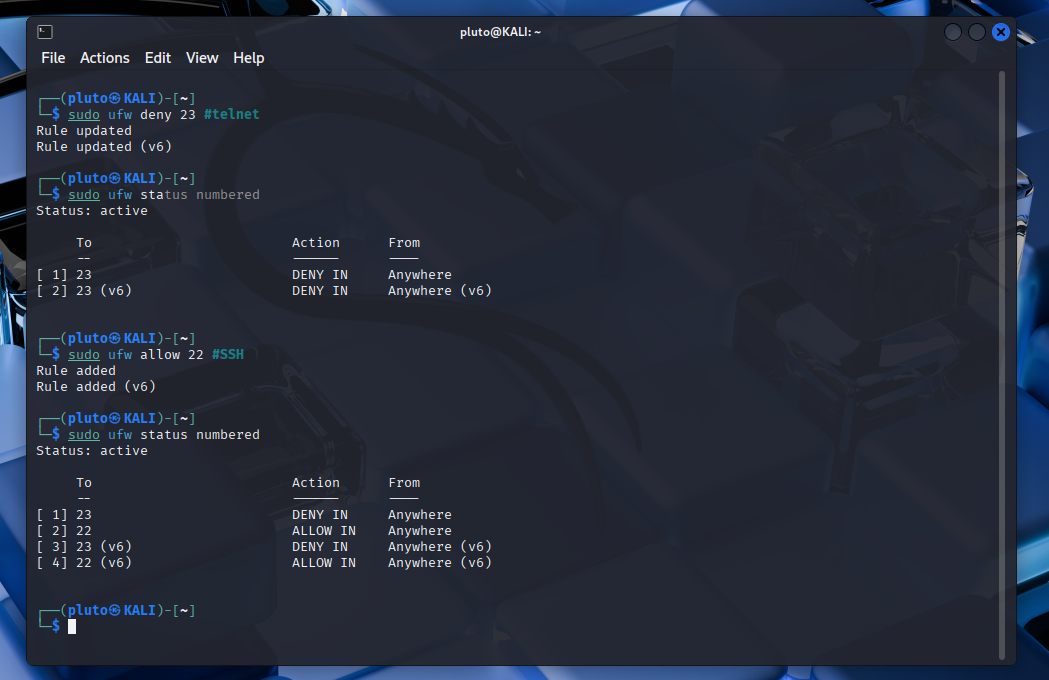 pluto@KALI: ~
File Actions Edit View Help
┌──(pluto㉿KALI)-[~]
└─$ sudo ufw deny 23 #telnet
Rule updated
Rule updated (v6)
┌──(pluto㉿KALI)-[~]
└─$ sudo ufw status numbered
Status: active
To Action From
-- ------ ----
[ 1] 23 DENY IN Anywhere
[ 2] 23 (v6) DENY IN Anywhere (v6)
┌──(pluto㉿KALI)-[~]
└─$ sudo ufw allow 22 #SSH
Rule added
Rule added (v6)
┌──(pluto㉿KALI)-[~]
└─$ sudo ufw status numbered
Status: active
To Action From
-- ------ ----
[ 1] 23 DENY IN Anywhere
[ 2] 22 ALLOW IN Anywhere
[ 3] 23 (v6) DENY IN Anywhere (v6)
[ 4] 22 (v6) ALLOW IN Anywhere (v6)
┌──(pluto㉿KALI)-[~]
└─$